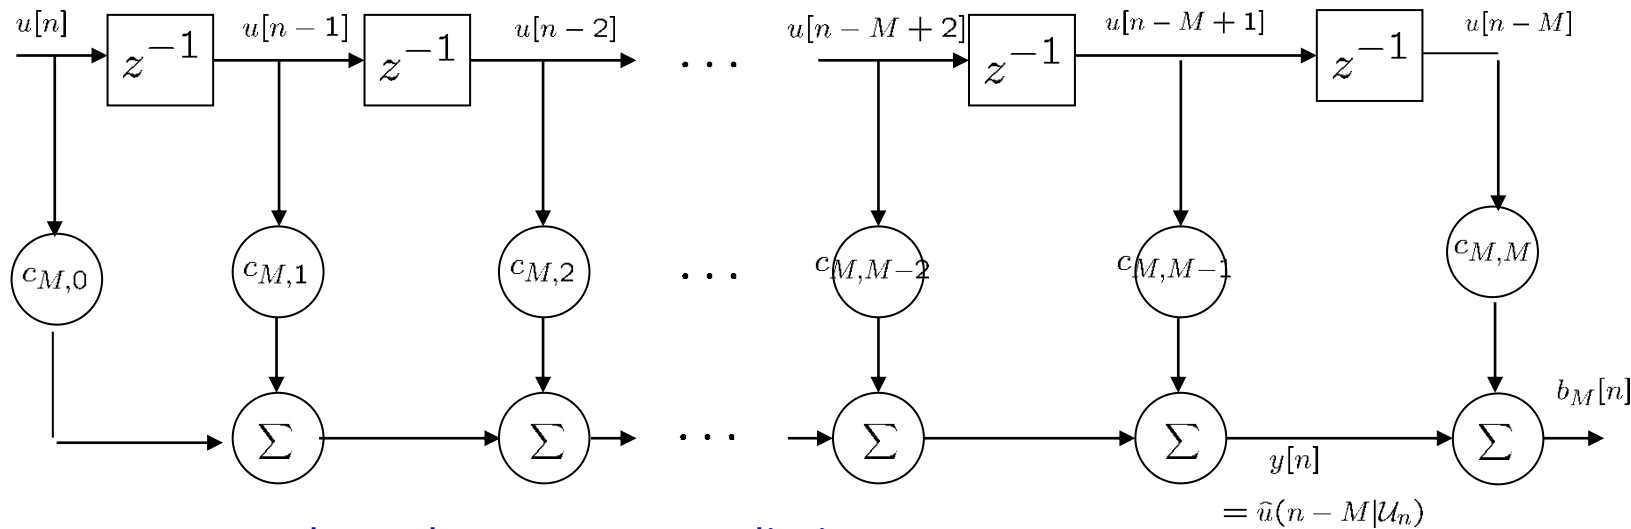 u[n] u[n − 1] u[n − 2] u[n − M + 2] u[n − M + 1] u[n − M]
z⁻¹ z⁻¹ · · · z⁻¹ z⁻¹
c_{M,0} c_{M,1} c_{M,2} · · · c_{M,M−2} c_{M,M−1} c_{M,M}
b_M[n]
Σ Σ · · · Σ Σ Σ
y[n]
= û(n − M|𝒰_n)